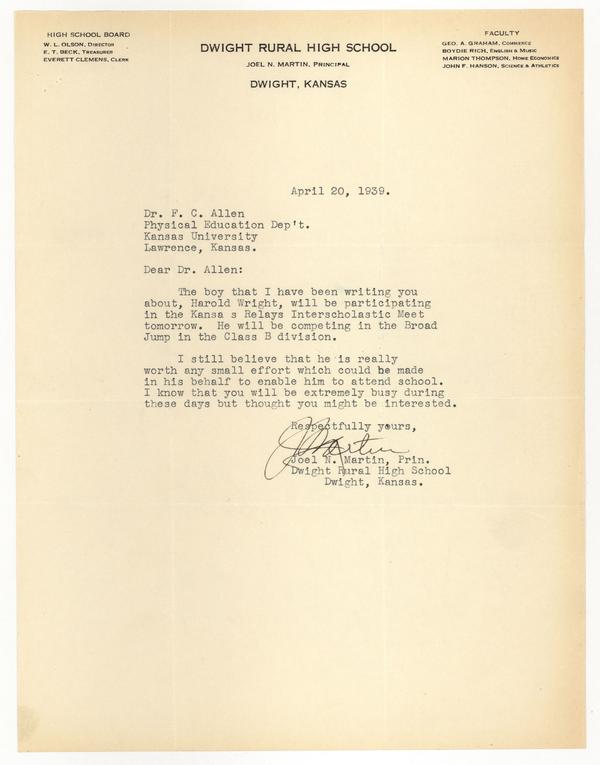 HIGH SCHOOL BOARD
W. L. OLSON, DIRECTOR
E. T. BECK, TREASURER
EVERETT CLEMENS, CLERK
DWIGHT RURAL HIGH SCHOOL
JOEL N. MARTIN, PRINCIPAL
DWIGHT, KANSAS
FACULTY
GEO. A. GRAHAM, COMMERCE
BOYDIE RICH, ENGLISH & MUSIC
MARION THOMPSON, HOME ECONOMICS
JOHN F. HANSON, SCIENCE & ATHLETICS
April 20, 1939.
Dr. F. C. Allen
Physical Education Dep't.
Kansas University
Lawrence, Kansas.
Dear Dr. Allen:
The boy that I have been writing you
about, Harold Wright, will be participating
in the Kansa s Relays Interscholastic Meet
tomorrow. He will be competing in the Broad
Jump in the Class B division.
I still believe that he is really
worth any small effort which could be made
in his behalf to enable him to attend school.
I know that you will be extremely busy during
these days but thought you might be interested.
Respectfully yours,
JNMartin
Joel N. Martin, Prin.
Dwight Rural High School
Dwight, Kansas.